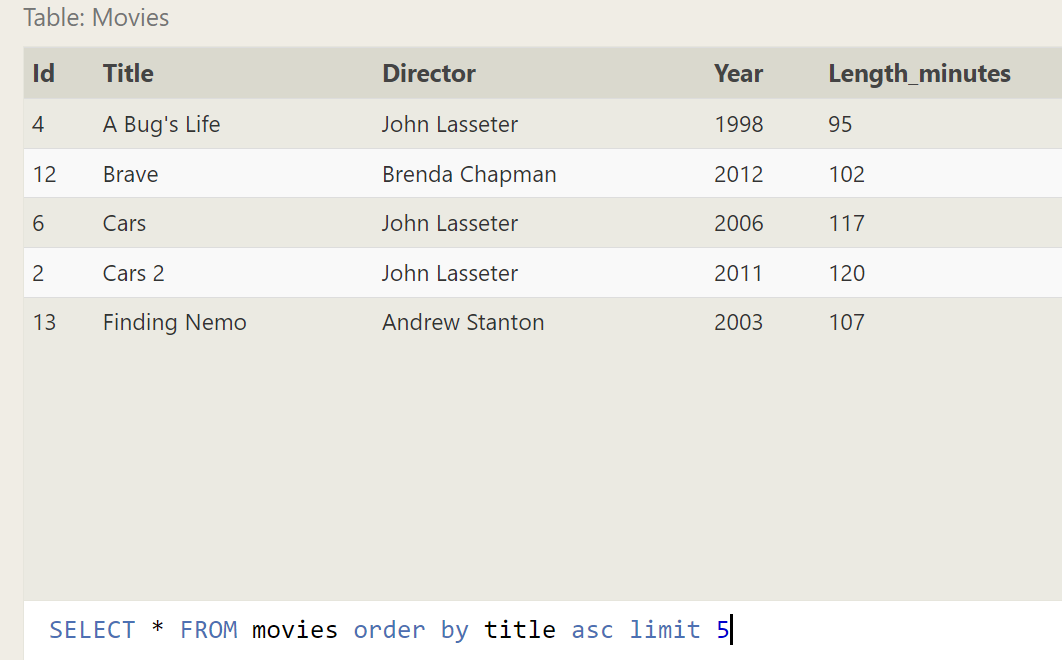 Table: Movies
Id Title Director Year Length_minutes
4 A Bug's Life John Lasseter 1998 95
12 Brave Brenda Chapman 2012 102
6 Cars John Lasseter 2006 117
2 Cars 2 John Lasseter 2011 120
13 Finding Nemo Andrew Stanton 2003 107
SELECT * FROM movies order by title asc limit 5